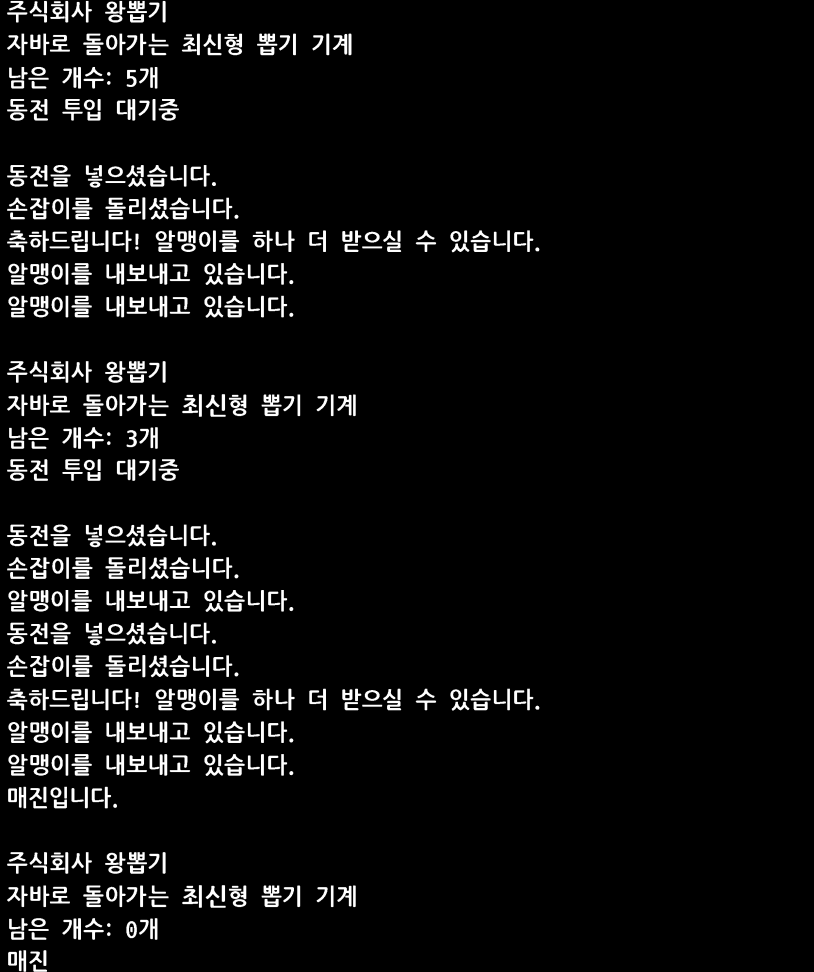 주식회사 왕뽑기
자바로 돌아가는 최신형 뽑기 기계
남은 개수: 5개
동전 투입 대기중
동전을 넣으셨습니다.
손잡이를 돌리셨습니다.
축하드립니다! 알맹이를 하나 더 받으실 수 있습니다.
알맹이를 내보내고 있습니다.
알맹이를 내보내고 있습니다.
주식회사 왕뽑기
자바로 돌아가는 최신형 뽑기 기계
남은 개수: 3개
동전 투입 대기중
동전을 넣으셨습니다.
손잡이를 돌리셨습니다.
알맹이를 내보내고 있습니다.
동전을 넣으셨습니다.
손잡이를 돌리셨습니다.
축하드립니다! 알맹이를 하나 더 받으실 수 있습니다.
알맹이를 내보내고 있습니다.
알맹이를 내보내고 있습니다.
매진입니다.
주식회사 왕뽑기
자바로 돌아가는 최신형 뽑기 기계
남은 개수: 0개
매진